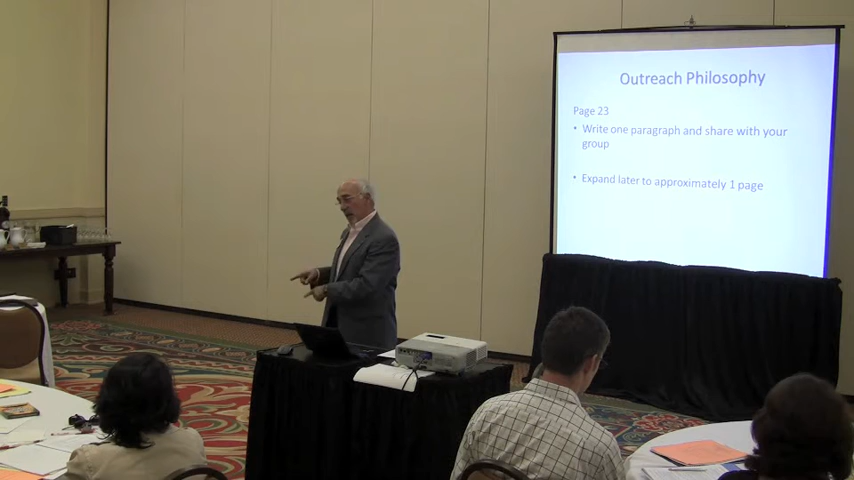 Outreach Philosophy
Page 23
• Write one paragraph and share with your
group
• Expand later to approximately 1 page